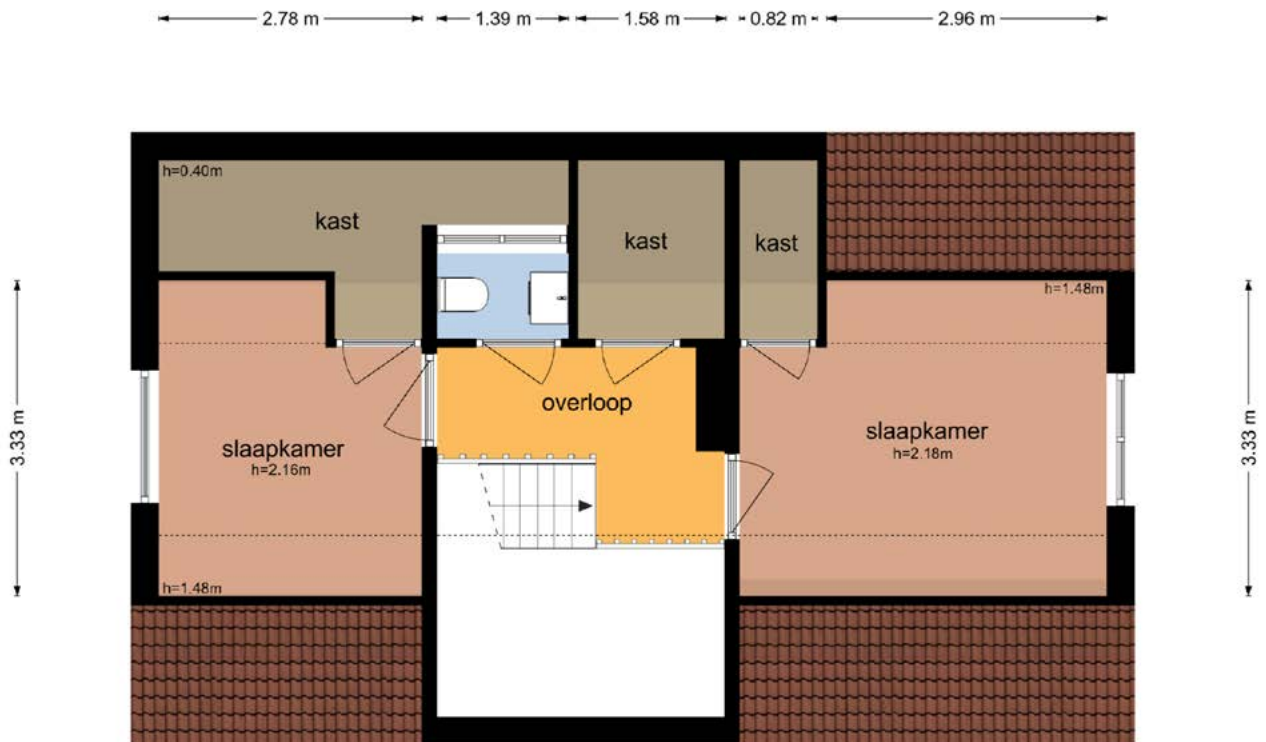 2.78 m
1.39 m
1.58 m
0.82 m
2.96 m
h=0.40m
kast
kast
kast
h=1.48m
3.33 m
overloop
slaapkamer
h=2.16m
slaapkamer
h=2.18m
3.33 m
h=1.48m